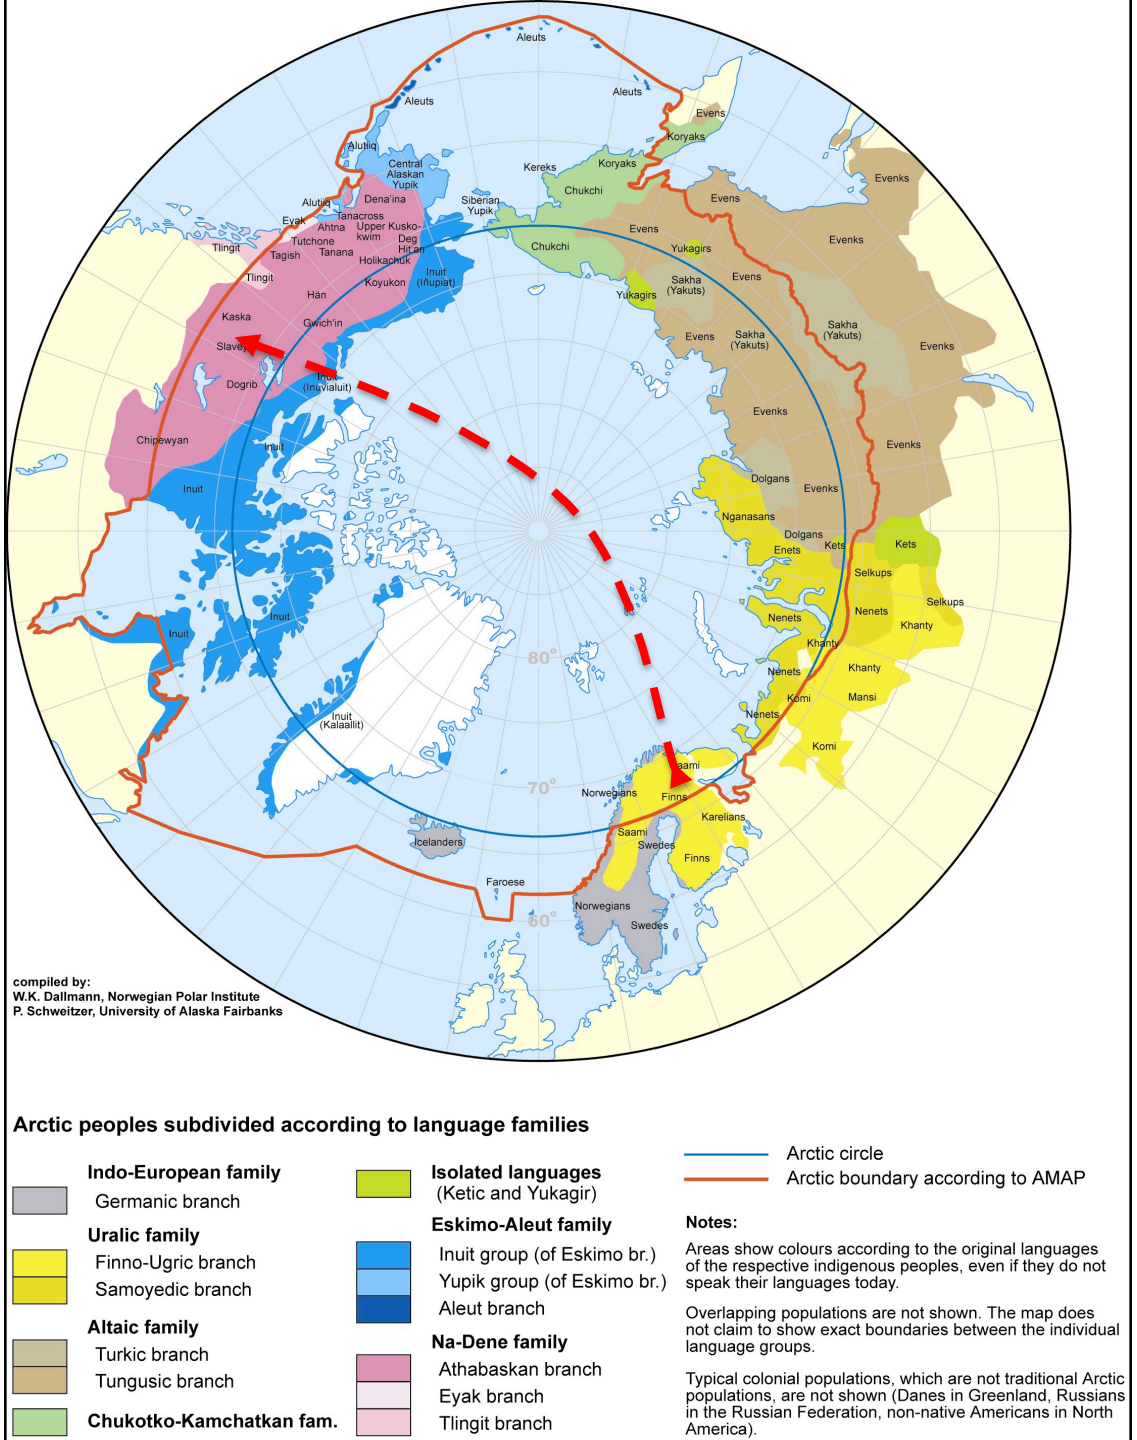 Aleuts
Aleuts
Aleuts
Evens
Koryaks
Alutiiq
Central
Alaskan
Yupik
Kereks
Koryaks
Chukchi
Evenks
Alutiiq
Dena'ina
Siberian
Yupik
Evens
Eyak
Tanacross
Ahtna
Upper Kusko-
kwim
Evens
Evenks
Tlingit
Tutchone
Deg
Hit'an
Chukchi
Yukagirs
Tagish
Tanana
Holikachuk
Tlingit
Koyukon
Inuit
(Iñupiat)
Evens
Sakha
(Yakuts)
Hän
Yukagirs
Kaska
Gwich'in
Sakha
(Yakuts)
Slavey
Evens
Sakha
(Yakuts)
Evenks
Dogrib
Inuit
(Inuvialuit)
Evenks
Chipewyan
Inuit
Evenks
Inuit
Dolgans
Evenks
Nganasans
Dolgans
Kets
Kets
Enets
Selkups
Inuit
Nenets
Nenets
Selkups
Khanty
Inuit
Khanty
80°
Nenets
Khanty
Komi
Mansi
Inuit
(Kalaallit)
Nenets
Komi
aami
70°
Norwegians
Finns
Karelians
Saami
Icelanders
Swedes
Finns
Faroese
60°
Norwegians
Swedes
compiled by:
W.K. Dallmann, Norwegian Polar Institute
P. Schweitzer, University of Alaska Fairbanks
Arctic peoples subdivided according to language families
Indo-European family
Germanic branch
Uralic family
Finno-Ugric branch
Samoyedic branch
Altaic family
Turkic branch
Tungusic branch
Chukotko-Kamchatkan fam.
Isolated languages
(Ketic and Yukagir)
Eskimo-Aleut family
Inuit group (of Eskimo br.)
Yupik group (of Eskimo br.)
Aleut branch
Na-Dene family
Athabaskan branch
Eyak branch
Tlingit branch
Arctic circle
Arctic boundary according to AMAP
Notes:
Areas show colours according to the original languages
of the respective indigenous peoples, even if they do not
speak their languages today.
Overlapping populations are not shown. The map does
not claim to show exact boundaries between the individual
language groups.
Typical colonial populations, which are not traditional Arctic
populations, are not shown (Danes in Greenland, Russians
in the Russian Federation, non-native Americans in North
America).